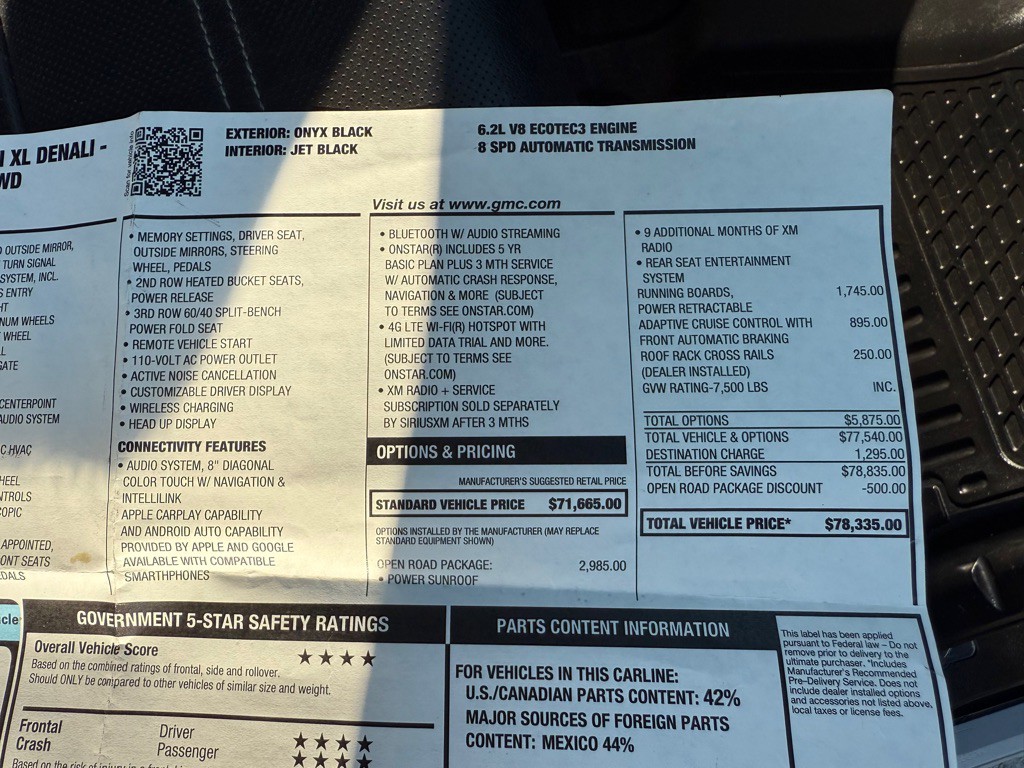 XL DENALI -
Scan for vehicle info
EXTERIOR: ONYX BLACK
INTERIOR: JET BLACK
6.2L V8 ECOTEC3 ENGINE
8 SPD AUTOMATIC TRANSMISSION
Visit us at www.gmc.com
OUTSIDE MIRROR,
TURN SIGNAL
SYSTEM, INCL.
ENTRY
WHEELS
WHEEL
CENTERPOINT
AUDIO SYSTEM
HVAC
APPOINTED,
SEATS
• MEMORY SETTINGS, DRIVER SEAT,
OUTSIDE MIRRORS, STEERING
WHEEL, PEDALS
• 2ND ROW HEATED BUCKET SEATS,
POWER RELEASE
• 3RD ROW 60/40 SPLIT-BENCH
POWER FOLD SEAT
• REMOTE VEHICLE START
• 110-VOLT AC POWER OUTLET
• ACTIVE NOISE CANCELLATION
• CUSTOMIZABLE DRIVER DISPLAY
• WIRELESS CHARGING
• HEAD UP DISPLAY
CONNECTIVITY FEATURES
• AUDIO SYSTEM, 8" DIAGONAL
COLOR TOUCH W/ NAVIGATION &
INTELLILINK
APPLE CARPLAY CAPABILITY
AND ANDROID AUTO CAPABILITY
PROVIDED BY APPLE AND GOOGLE
AVAILABLE WITH COMPATIBLE
SMARTHPHONES
• BLUETOOTH W/ AUDIO STREAMING
• ONSTAR(R) INCLUDES 5 YR
BASIC PLAN PLUS 3 MTH SERVICE
W/ AUTOMATIC CRASH RESPONSE,
NAVIGATION & MORE (SUBJECT
TO TERMS SEE ONSTAR.COM)
• 4G LTE WI-FI(R) HOTSPOT WITH
LIMITED DATA TRIAL AND MORE.
(SUBJECT TO TERMS SEE
ONSTAR.COM)
• XM RADIO + SERVICE
SUBSCRIPTION SOLD SEPARATELY
BY SIRIUSXM AFTER 3 MTHS
OPTIONS & PRICING
MANUFACTURER'S SUGGESTED RETAIL PRICE
STANDARD VEHICLE PRICE $71,665.00
OPTIONS INSTALLED BY THE MANUFACTURER (MAY REPLACE
STANDARD EQUIPMENT SHOWN)
OPEN ROAD PACKAGE: 2,985.00
• POWER SUNROOF
• 9 ADDITIONAL MONTHS OF XM
RADIO
• REAR SEAT ENTERTAINMENT
SYSTEM
RUNNING BOARDS, 1,745.00
POWER RETRACTABLE
ADAPTIVE CRUISE CONTROL WITH 895.00
FRONT AUTOMATIC BRAKING
ROOF RACK CROSS RAILS 250.00
(DEALER INSTALLED)
GVW RATING-7,500 LBS INC.
TOTAL OPTIONS $5,875.00
TOTAL VEHICLE & OPTIONS $77,540.00
DESTINATION CHARGE 1,295.00
TOTAL BEFORE SAVINGS $78,835.00
OPEN ROAD PACKAGE DISCOUNT -500.00
TOTAL VEHICLE PRICE* $78,335.00
GOVERNMENT 5-STAR SAFETY RATINGS
Overall Vehicle Score ★★★★
Based on the combined ratings of frontal, side and rollover.
Should ONLY be compared to other vehicles of similar size and weight.
Frontal Driver ★★★★
Crash Passenger ★★★★
PARTS CONTENT INFORMATION
FOR VEHICLES IN THIS CARLINE:
U.S./CANADIAN PARTS CONTENT: 42%
MAJOR SOURCES OF FOREIGN PARTS
CONTENT: MEXICO 44%
This label has been applied
pursuant to Federal law – Do not
remove prior to delivery to the
ultimate purchaser. *Includes
Manufacturer's Recommended
Pre-Delivery Service. Does not
include dealer installed options
and accessories not listed above,
local taxes or license fees.